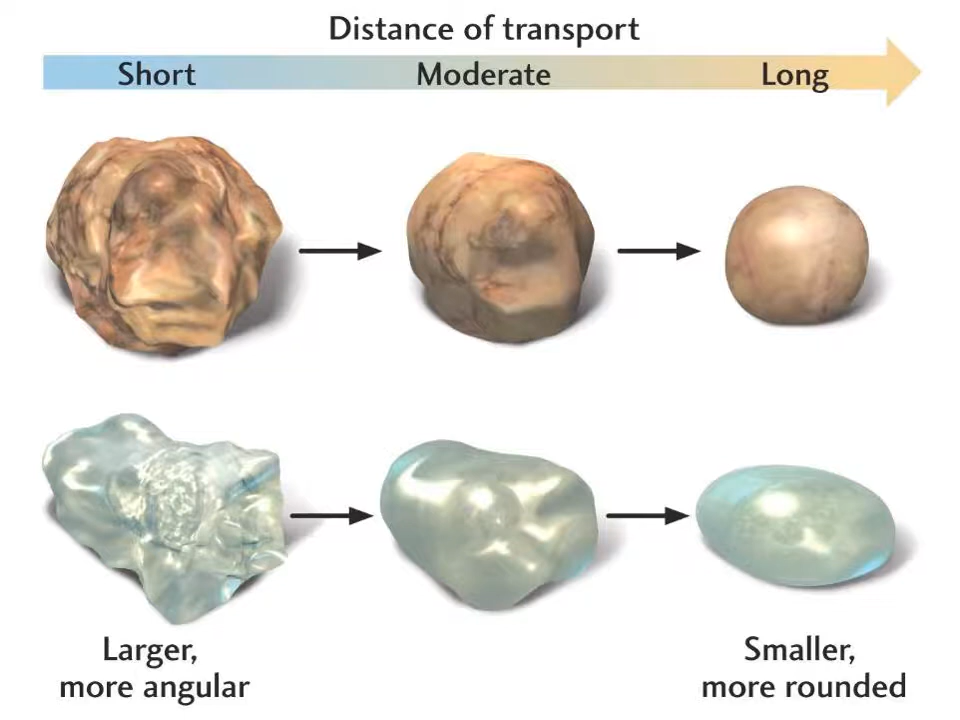 Distance of transport
Short Moderate Long
Larger,
more angular
Smaller,
more rounded